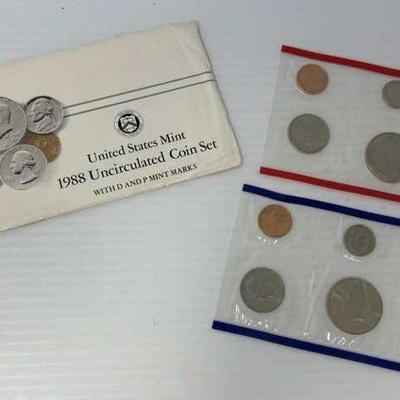 United States Mint
1988 Uncirculated Coin Set
WITH D AND P MINT MARKS